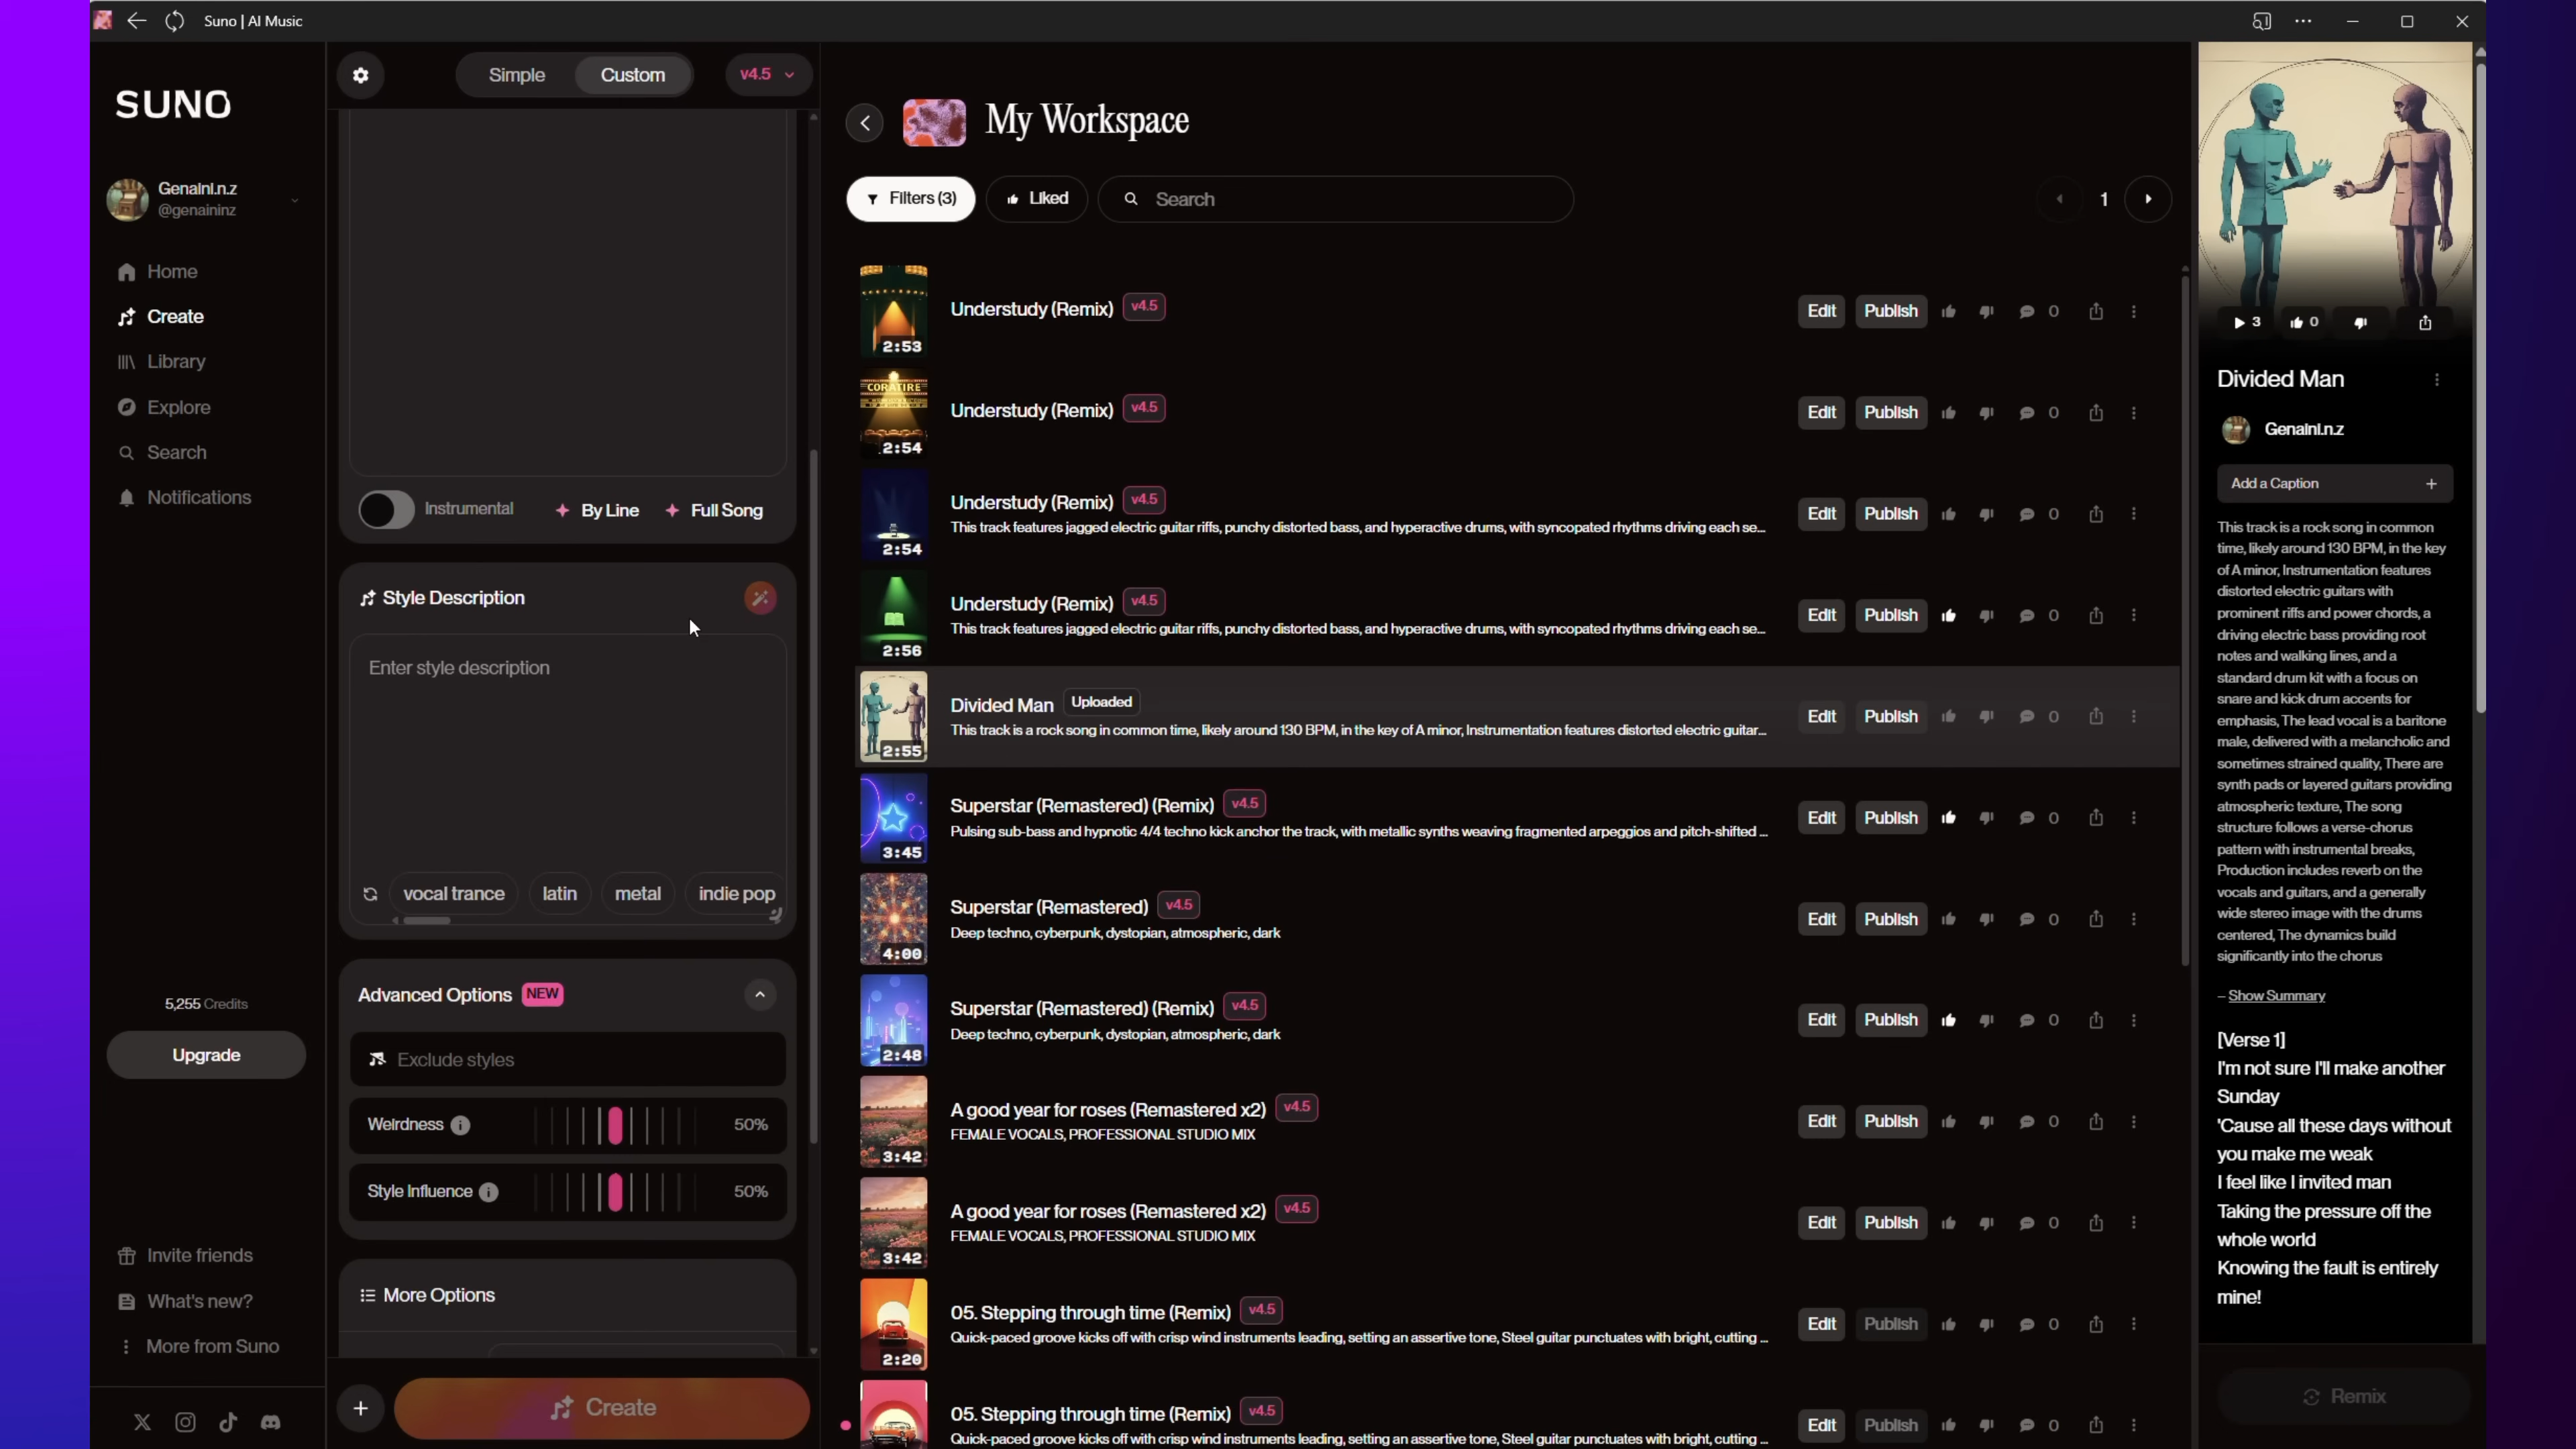 Suno | AI Music
SUNO
GenaiNi.n.z
@genaininz
Home
Create
Library
Explore
Search
Notifications
5,255 Credits
Upgrade
Invite friends
What's new?
More from Suno
Simple
Custom
v4.5
Instrumental
By Line
Full Song
Style Description
Enter style description
vocal trance
latin
metal
indie pop
Advanced Options NEW
Exclude styles
Weirdness 50%
Style Influence 50%
More Options
Create
My Workspace
Filters (3)
Liked
Search
1
Understudy (Remix) v4.5
2:53
Edit Publish 0
CORATIRE
Understudy (Remix) v4.5
2:54
Edit Publish 0
Understudy (Remix) v4.5
This track features jagged electric guitar riffs, punchy distorted bass, and hyperactive drums, with syncopated rhythms driving each se...
2:54
Edit Publish 0
Understudy (Remix) v4.5
This track features jagged electric guitar riffs, punchy distorted bass, and hyperactive drums, with syncopated rhythms driving each se...
2:56
Edit Publish 0
Divided Man Uploaded
This track is a rock song in common time, likely around 130 BPM, in the key of A minor, Instrumentation features distorted electric guitar...
2:55
Edit Publish 0
Superstar (Remastered) (Remix) v4.5
Pulsing sub-bass and hypnotic 4/4 techno kick anchor the track, with metallic synths weaving fragmented arpeggios and pitch-shifted ...
3:45
Edit Publish 0
Superstar (Remastered) v4.5
Deep techno, cyberpunk, dystopian, atmospheric, dark
4:00
Edit Publish 0
Superstar (Remastered) (Remix) v4.5
Deep techno, cyberpunk, dystopian, atmospheric, dark
2:48
Edit Publish 0
A good year for roses (Remastered x2) v4.5
FEMALE VOCALS, PROFESSIONAL STUDIO MIX
3:42
Edit Publish 0
A good year for roses (Remastered x2) v4.5
FEMALE VOCALS, PROFESSIONAL STUDIO MIX
3:42
Edit Publish 0
05. Stepping through time (Remix) v4.5
Quick-paced groove kicks off with crisp wind instruments leading, setting an assertive tone, Steel guitar punctuates with bright, cutting ...
2:20
Edit Publish 0
05. Stepping through time (Remix) v4.5
Quick-paced groove kicks off with crisp wind instruments leading, setting an assertive tone, Steel guitar punctuates with bright, cutting ...
Edit Publish 0
3
0
Divided Man
GenaiNi.n.z
Add a Caption +
This track is a rock song in common
time, likely around 130 BPM, in the key
of A minor, Instrumentation features
distorted electric guitars with
prominent riffs and power chords, a
driving electric bass providing root
notes and walking lines, and a
standard drum kit with a focus on
snare and kick drum accents for
emphasis, The lead vocal is a baritone
male, delivered with a melancholic and
sometimes strained quality, There are
synth pads or layered guitars providing
atmospheric texture, The song
structure follows a verse-chorus
pattern with instrumental breaks,
Production includes reverb on the
vocals and guitars, and a generally
wide stereo image with the drums
centered, The dynamics build
significantly into the chorus
– Show Summary
[Verse 1]
I'm not sure I'll make another
Sunday
'Cause all these days without
you make me weak
I feel like I invited man
Taking the pressure off the
whole world
Knowing the fault is entirely
mine!
Remix